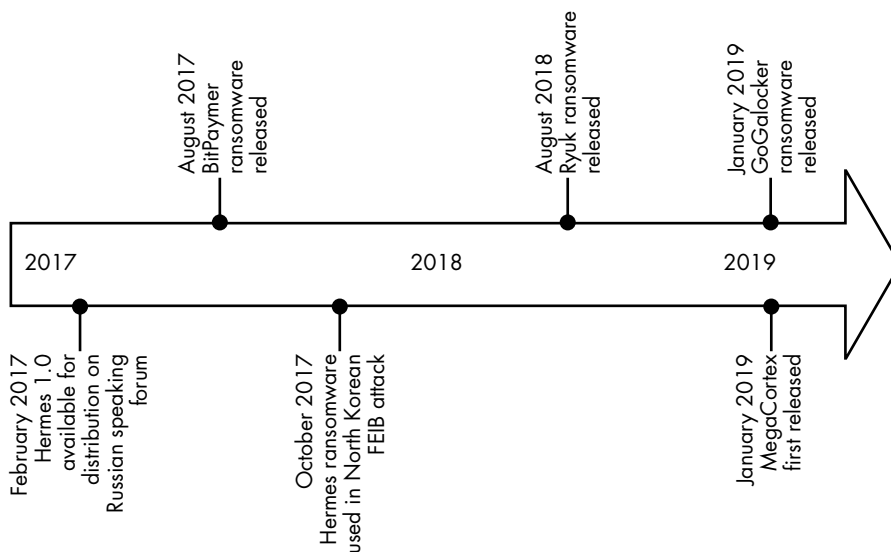 August 2017
BitPaymer
ransomware
released
August 2018
Ryuk ransomware
released
January 2019
GoGalocker
ransomware
released
2017
2018
2019
February 2017
Hermes 1.0
available for
distribution on
Russian speaking
forum
October 2017
Hermes ransomware
used in North Korean
FEIB attack
January 2019
MegaCortex
first released